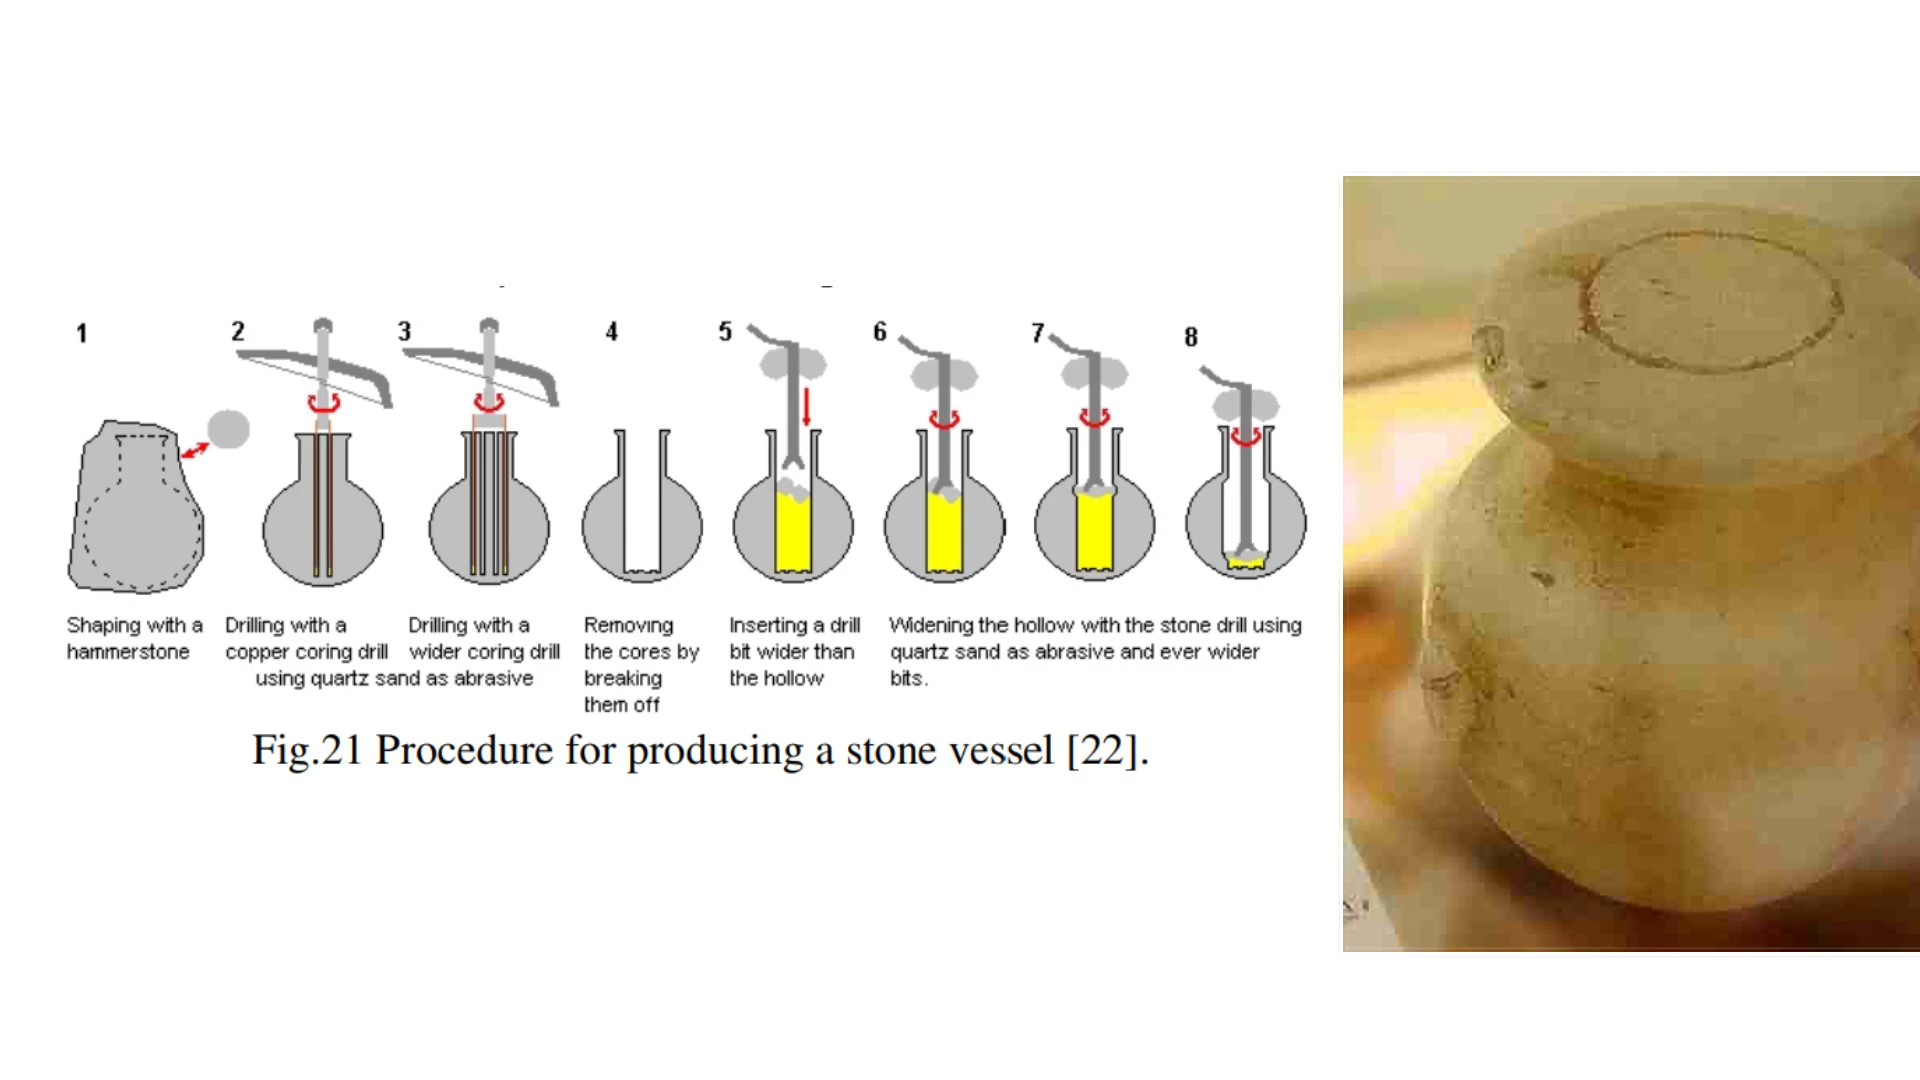 1 2 3 4 5 6 7 8
Shaping with a
hammerstone
Drilling with a
copper coring drill
Drilling with a
wider coring drill
using quartz sand as abrasive
Removing
the cores by
breaking
them off
Inserting a drill
bit wider than
the hollow
Widening the hollow with the stone drill using
quartz sand as abrasive and ever wider
bits.
Fig.21 Procedure for producing a stone vessel [22].